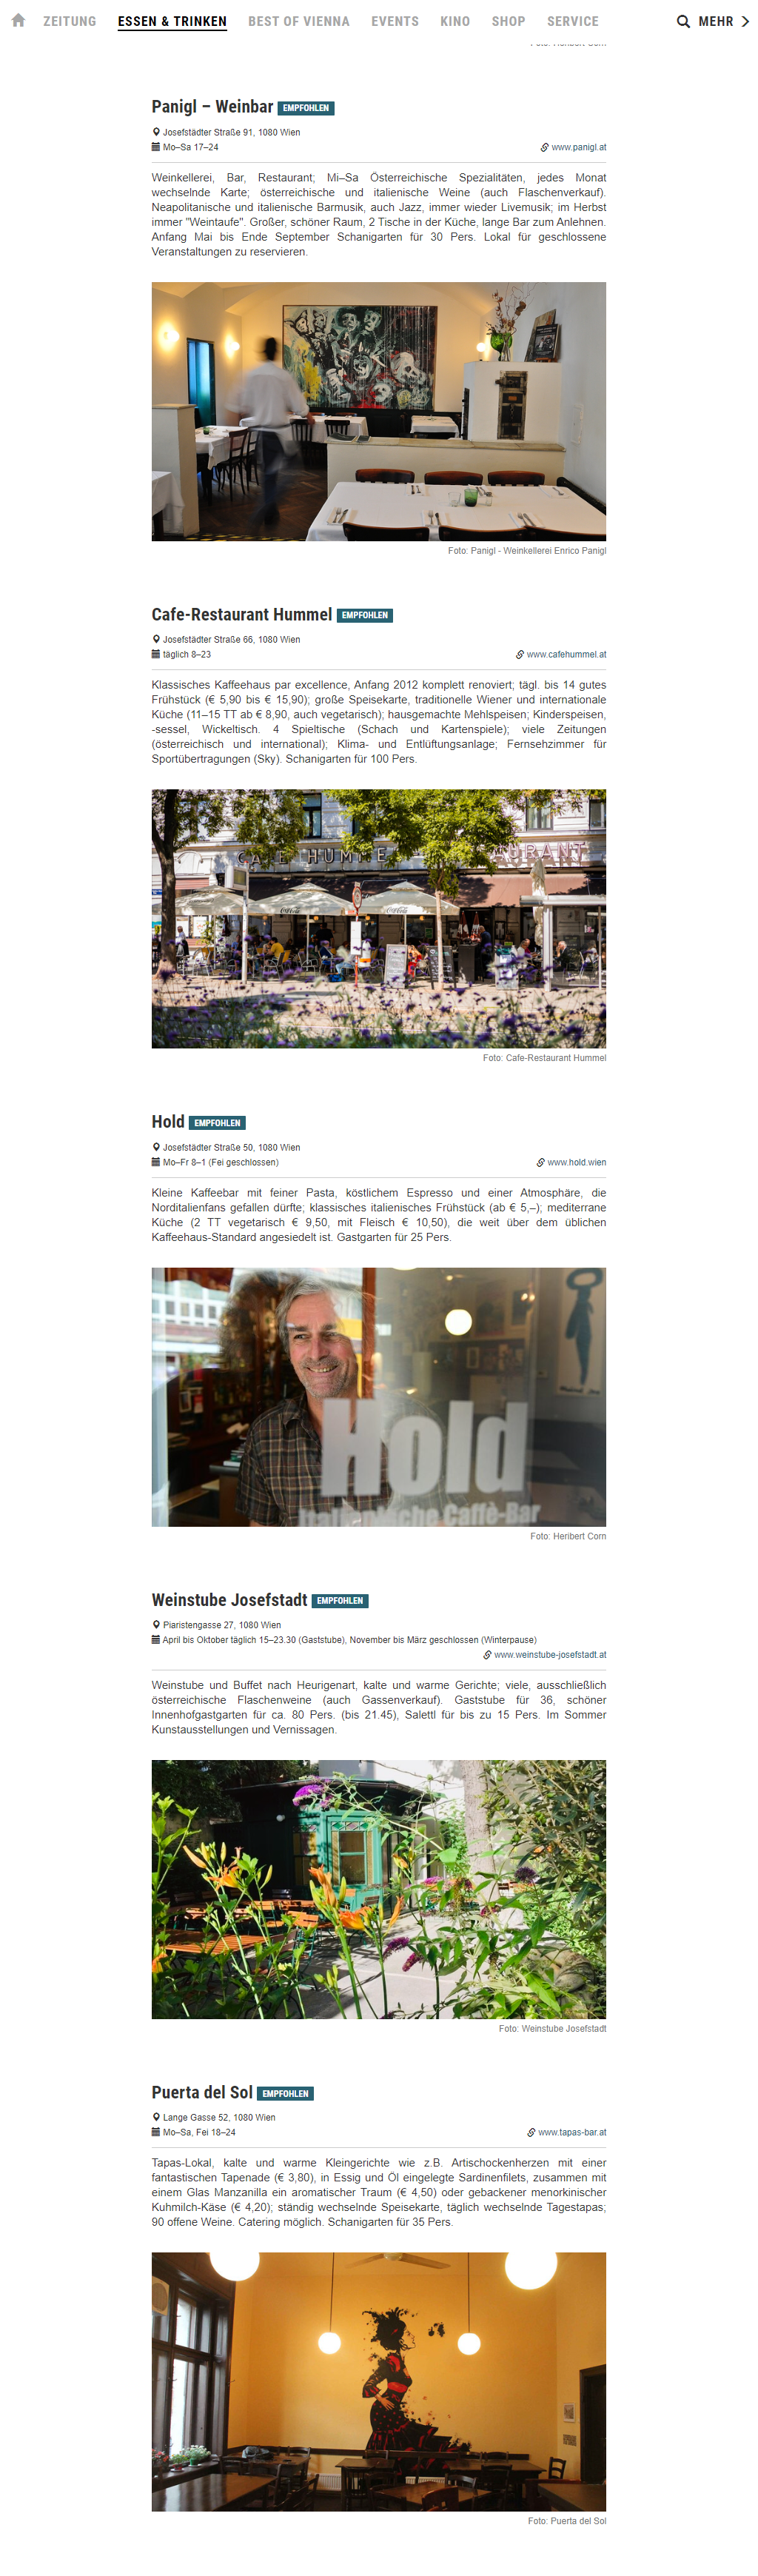 ZEITUNG ESSEN & TRINKEN BEST OF VIENNA EVENTS KINO SHOP SERVICE MEHR
Panigl – Weinbar EMPFOHLEN
Josefstädter Straße 91, 1080 Wien
Mo–Sa 17–24 www.panigl.at
Weinkellerei, Bar, Restaurant; Mi–Sa Österreichische Spezialitäten, jedes Monat
wechselnde Karte; österreichische und italienische Weine (auch Flaschenverkauf).
Neapolitanische und italienische Barmusik, auch Jazz, immer wieder Livemusik; im Herbst
immer "Weintaufe". Großer, schöner Raum, 2 Tische in der Küche, lange Bar zum Anlehnen.
Anfang Mai bis Ende September Schanigarten für 30 Pers. Lokal für geschlossene
Veranstaltungen zu reservieren.
Foto: Panigl - Weinkellerei Enrico Panigl
Cafe-Restaurant Hummel EMPFOHLEN
Josefstädter Straße 66, 1080 Wien
täglich 8–23 www.cafehummel.at
Klassisches Kaffeehaus par excellence, Anfang 2012 komplett renoviert; tägl. bis 14 gutes
Frühstück (€ 5,90 bis € 15,90); große Speisekarte, traditionelle Wiener und internationale
Küche (11–15 TT ab € 8,90, auch vegetarisch); hausgemachte Mehlspeisen; Kinderspeisen,
-sessel, Wickeltisch. 4 Spieltische (Schach und Kartenspiele); viele Zeitungen
(österreichisch und international); Klima- und Entlüftungsanlage; Fernsehzimmer für
Sportübertragungen (Sky). Schanigarten für 100 Pers.
CAFE HUMME URANT
Foto: Cafe-Restaurant Hummel
Hold EMPFOHLEN
Josefstädter Straße 50, 1080 Wien
Mo–Fr 8–1 (Fei geschlossen) www.hold.wien
Kleine Kaffeebar mit feiner Pasta, köstlichem Espresso und einer Atmosphäre, die
Norditalienfans gefallen dürfte; klassisches italienisches Frühstück (ab € 5,–); mediterrane
Küche (2 TT vegetarisch € 9,50, mit Fleisch € 10,50), die weit über dem üblichen
Kaffeehaus-Standard angesiedelt ist. Gastgarten für 25 Pers.
Hold
Caffè-Bar
Foto: Heribert Corn
Weinstube Josefstadt EMPFOHLEN
Piaristengasse 27, 1080 Wien
April bis Oktober täglich 15–23.30 (Gaststube), November bis März geschlossen (Winterpause)
www.weinstube-josefstadt.at
Weinstube und Buffet nach Heurigenart, kalte und warme Gerichte; viele, ausschließlich
österreichische Flaschenweine (auch Gassenverkauf). Gaststube für 36, schöner
Innenhofgastgarten für ca. 80 Pers. (bis 21.45), Salettl für bis zu 15 Pers. Im Sommer
Kunstausstellungen und Vernissagen.
Foto: Weinstube Josefstadt
Puerta del Sol EMPFOHLEN
Lange Gasse 52, 1080 Wien
Mo–Sa, Fei 18–24 www.tapas-bar.at
Tapas-Lokal, kalte und warme Kleingerichte wie z.B. Artischockenherzen mit einer
fantastischen Tapenade (€ 3,80), in Essig und Öl eingelegte Sardinenfilets, zusammen mit
einem Glas Manzanilla ein aromatischer Traum (€ 4,50) oder gebackener menorkinischer
Kuhmilch-Käse (€ 4,20); ständig wechselnde Speisekarte, täglich wechselnde Tagestapas;
90 offene Weine. Catering möglich. Schanigarten für 35 Pers.
Foto: Puerta del Sol